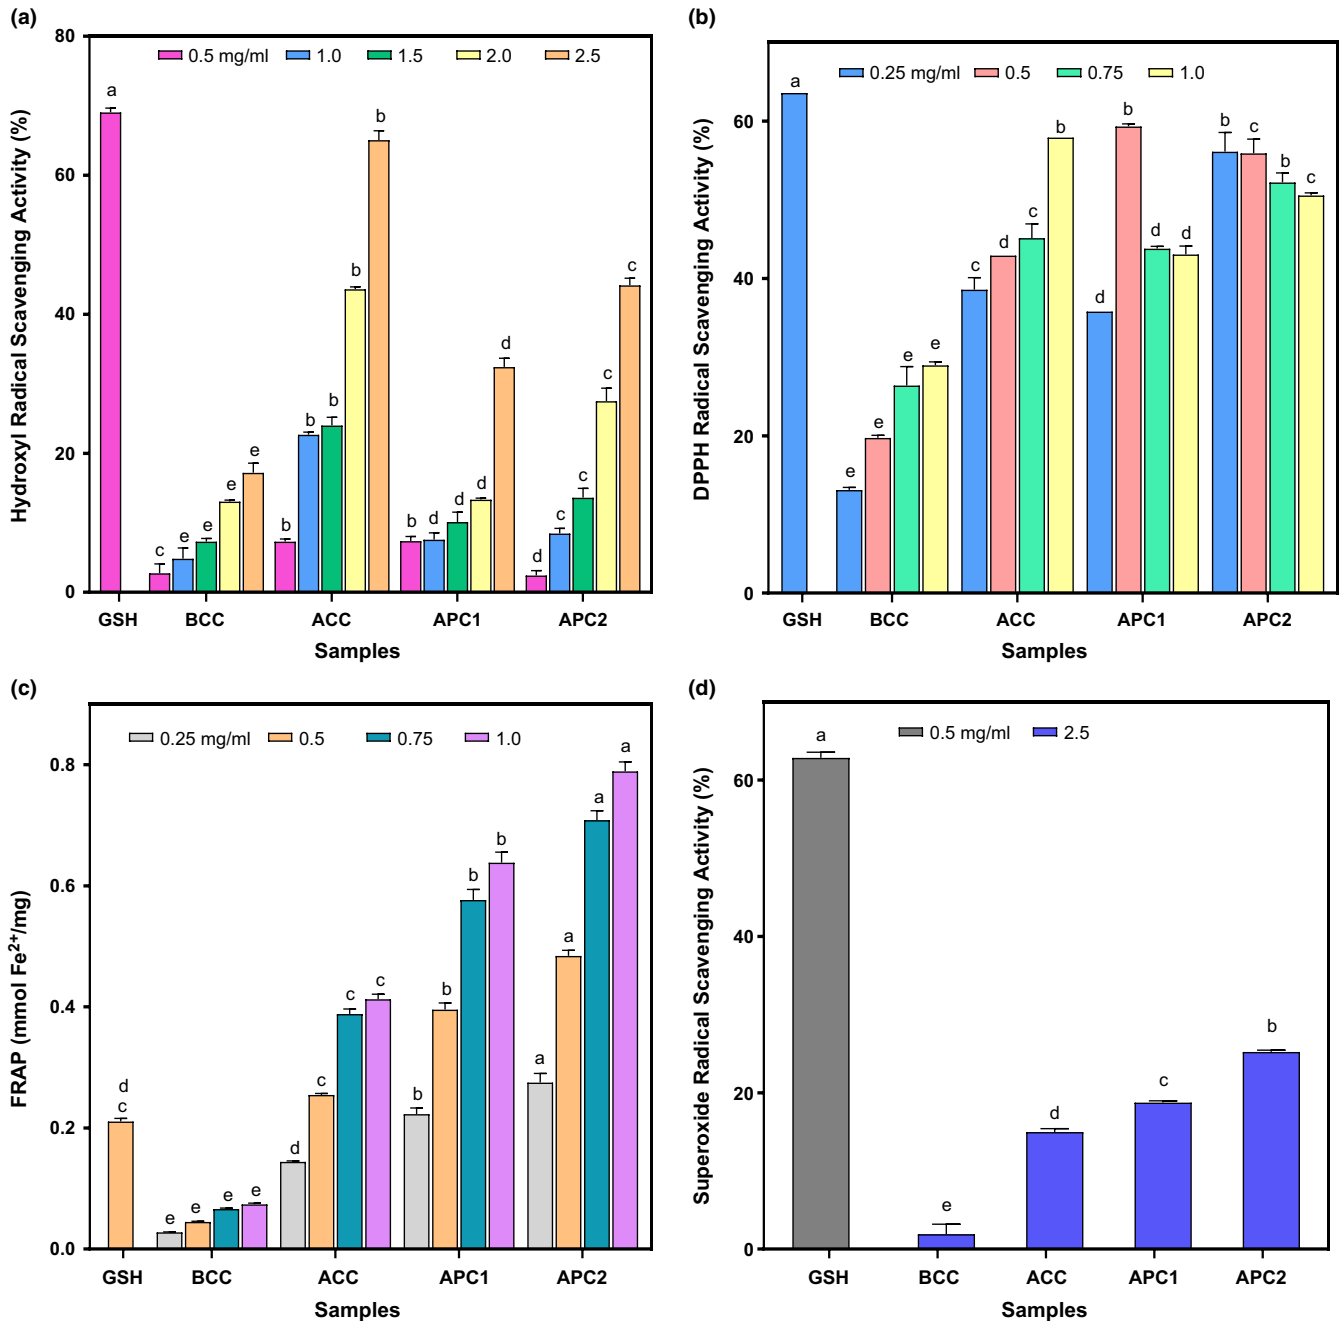 (a)
80
60
40
20
0
Hydroxyl Radical Scavenging Activity (%)
0.5 mg/ml 1.0 1.5 2.0 2.5
a
c e e e e
b b b b b
b d d d d
d c c c c
GSH BCC ACC APC1 APC2
Samples
(b)
60
40
20
0
DPPH Radical Scavenging Activity (%)
0.25 mg/ml 0.5 0.75 1.0
a
e e e e
c d c b
d b d d
b c b c
GSH BCC ACC APC1 APC2
Samples
(c)
0.8
0.6
0.4
0.2
0.0
FRAP (mmol Fe²⁺/mg)
0.25 mg/ml 0.5 0.75 1.0
d
c
e e e e
d c c c
b b b b
a a a a
GSH BCC ACC APC1 APC2
Samples
(d)
60
40
20
0
Superoxide Radical Scavenging Activity (%)
0.5 mg/ml 2.5
a
e
d
c
b
GSH BCC ACC APC1 APC2
Samples